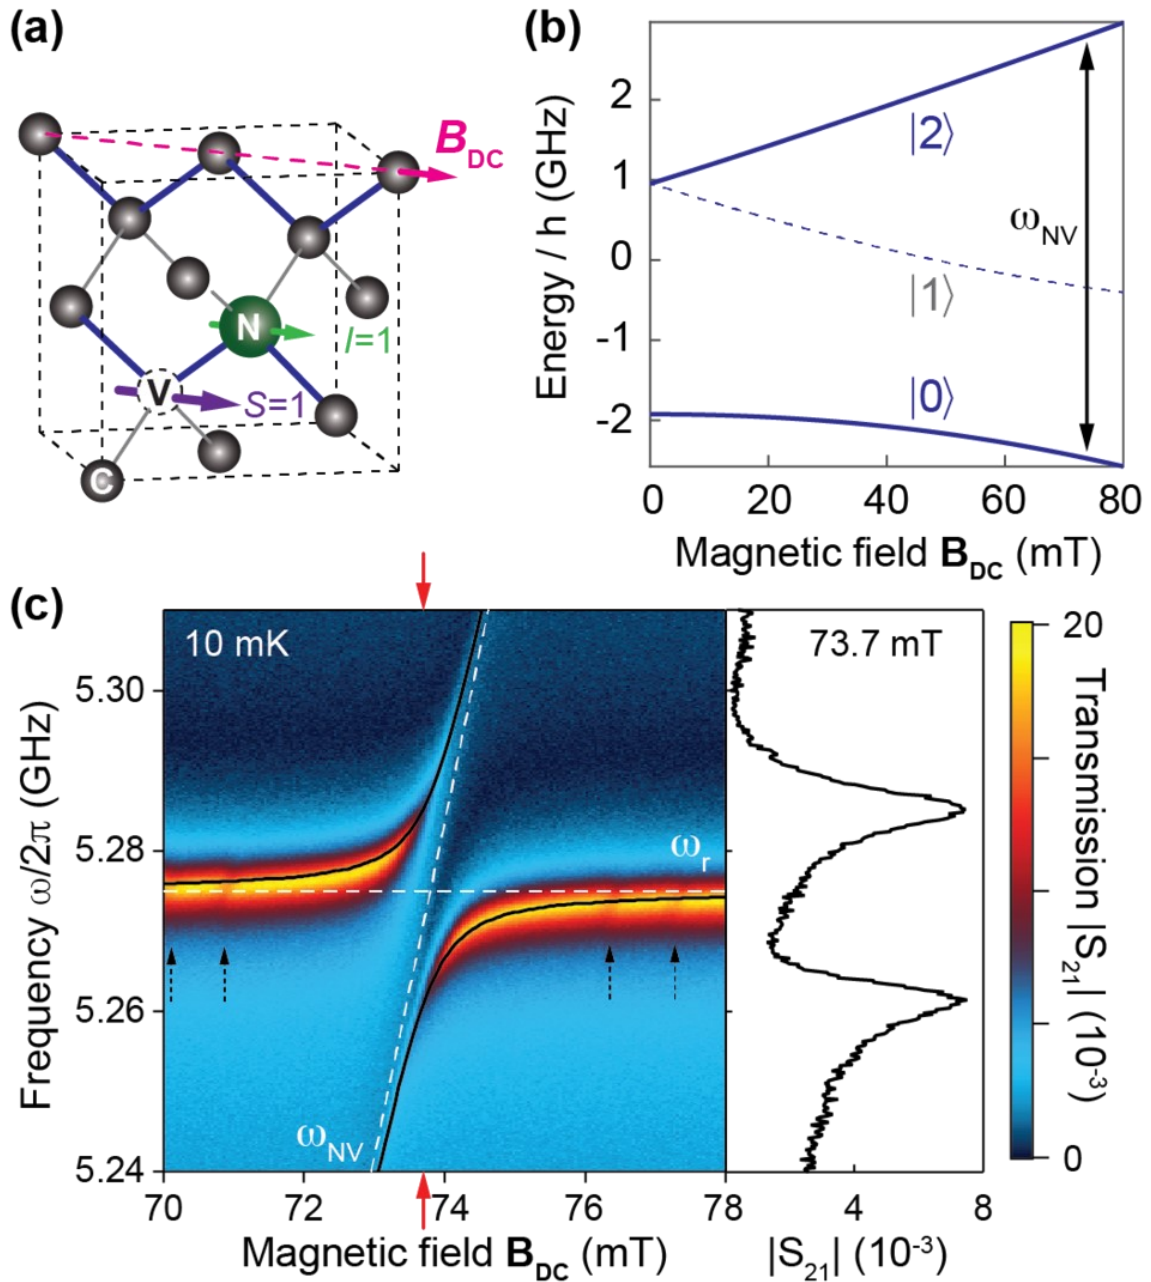 (a)
B_DC
N
I=1
V
S=1
C
(b)
Energy / h (GHz)
2
1
0
-1
-2
|2⟩
|1⟩
|0⟩
ω_NV
0 20 40 60 80
Magnetic field B_DC (mT)
(c)
10 mK
73.7 mT
Frequency ω/2π (GHz)
5.30
5.28
5.26
5.24
ω_r
ω_NV
70 72 74 76 78
Magnetic field B_DC (mT)
4 8
|S_21| (10^-3)
20
0
Transmission |S_21| (10^-3)